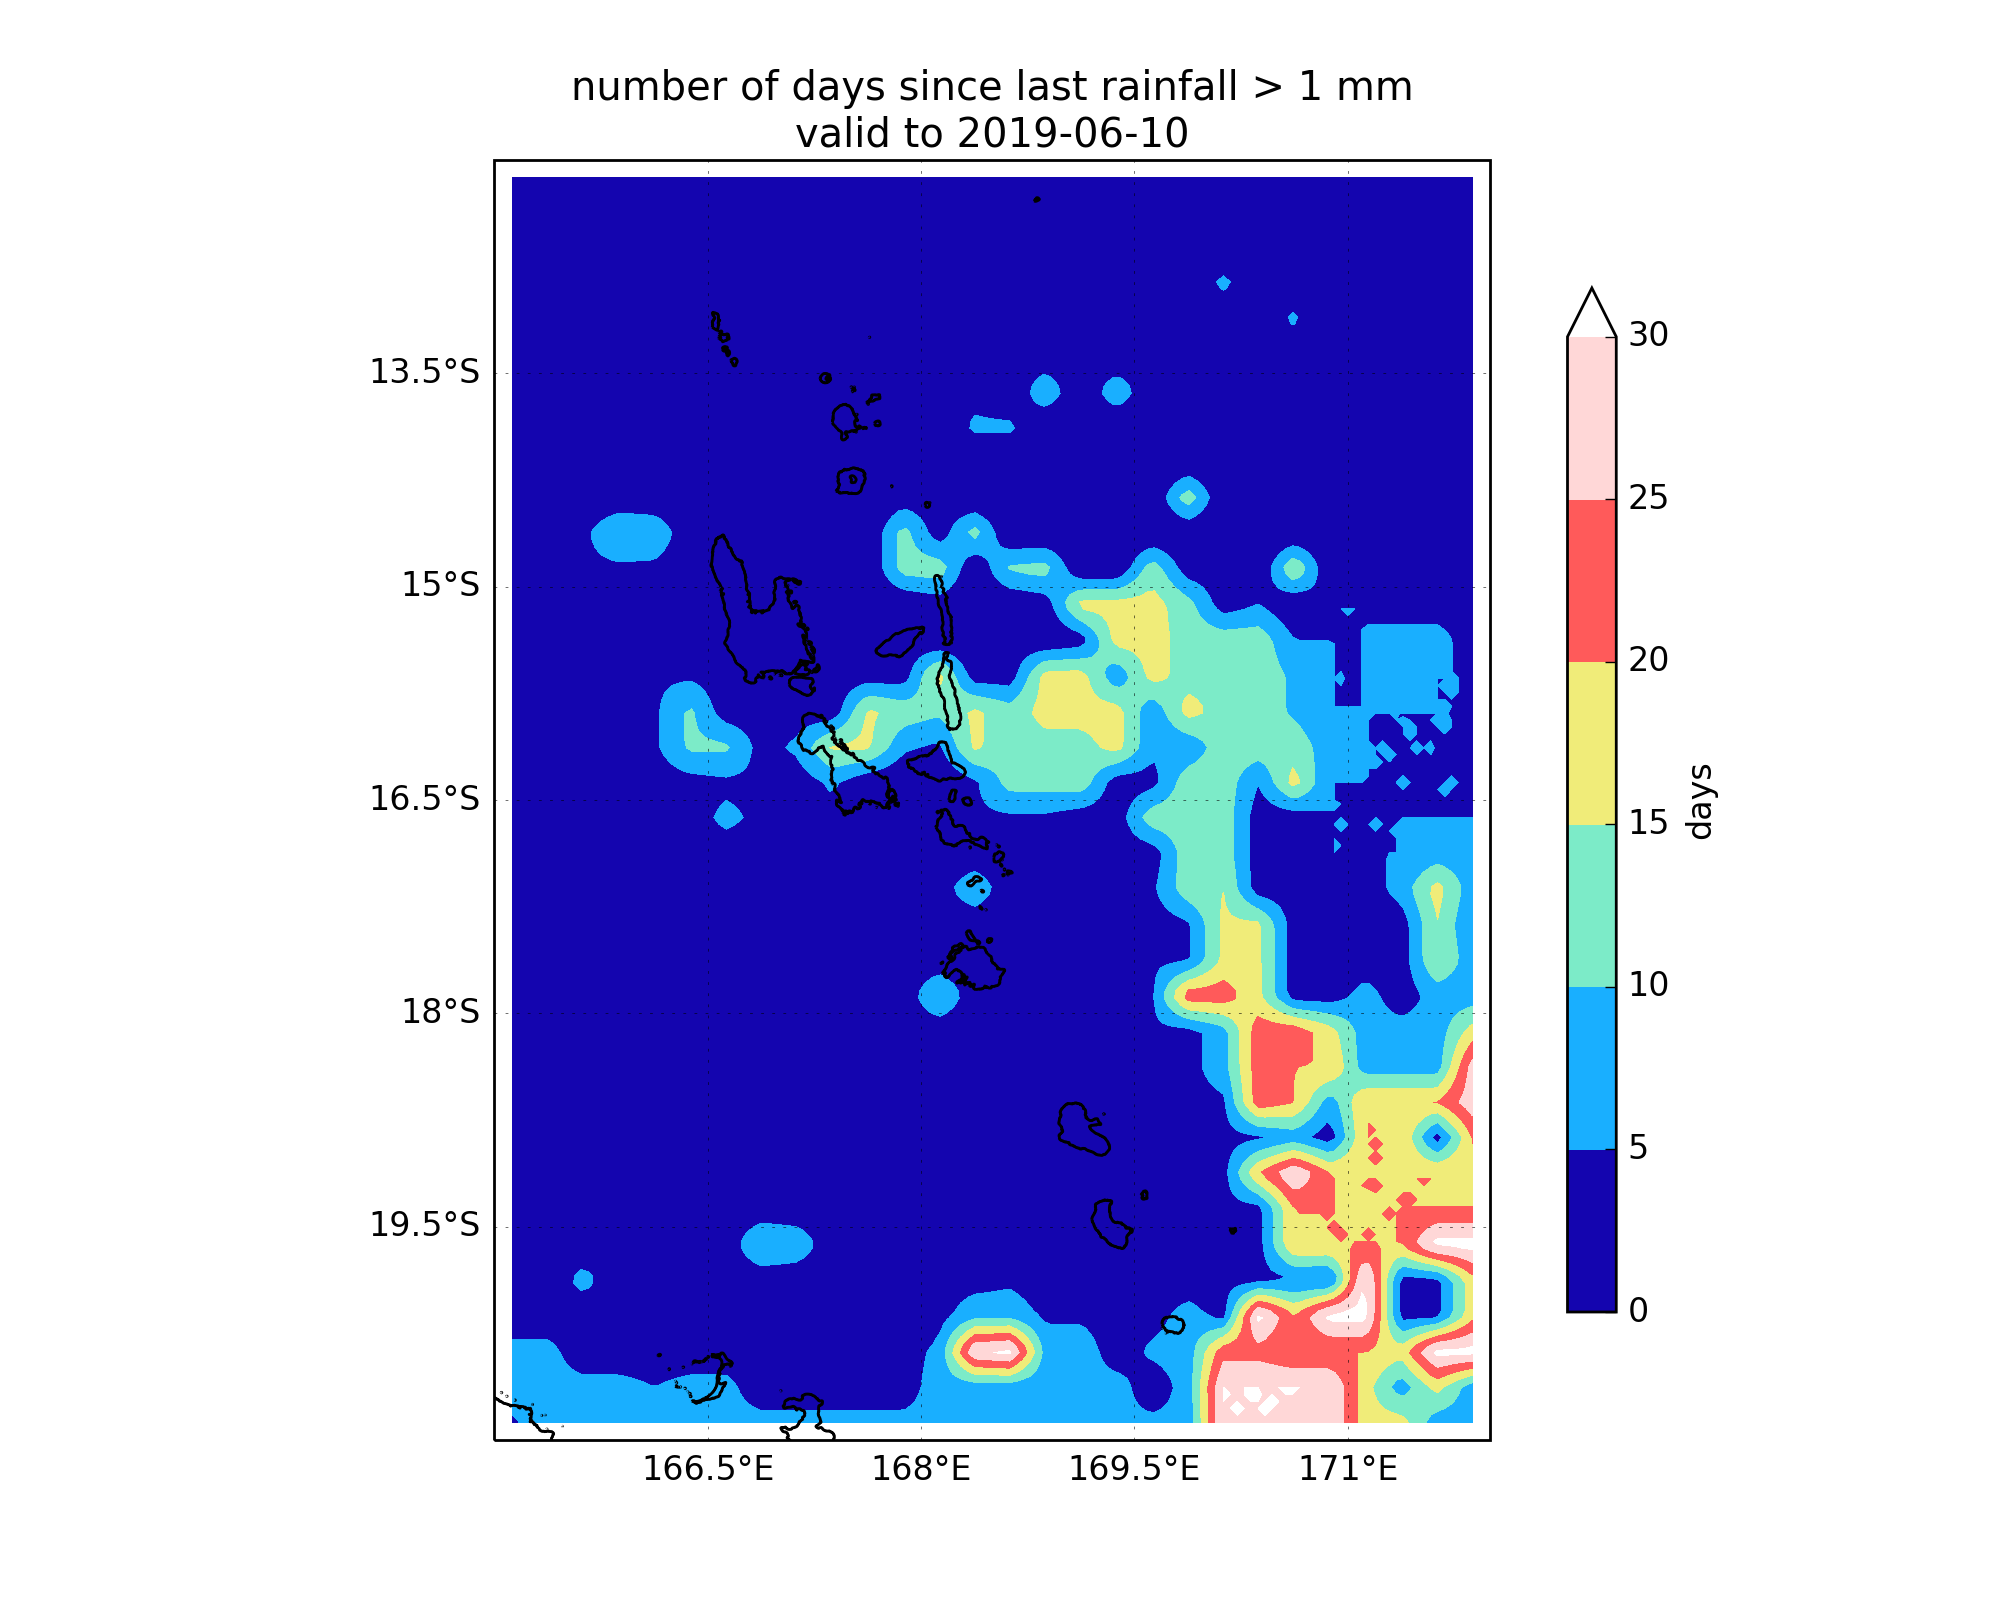 number of days since last rainfall > 1 mm
valid to 2019-06-10
13.5°S
15°S
16.5°S
18°S
19.5°S
166.5°E
168°E
169.5°E
171°E
30
25
20
15
10
5
0
days